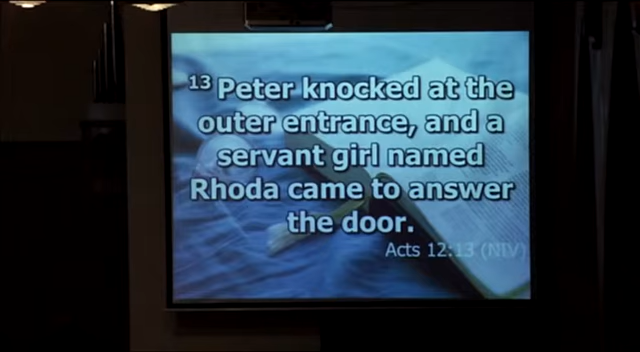 13 Peter knocked at the
outer entrance, and a
servant girl named
Rhoda came to answer
the door.
Acts 12:13 (NIV)